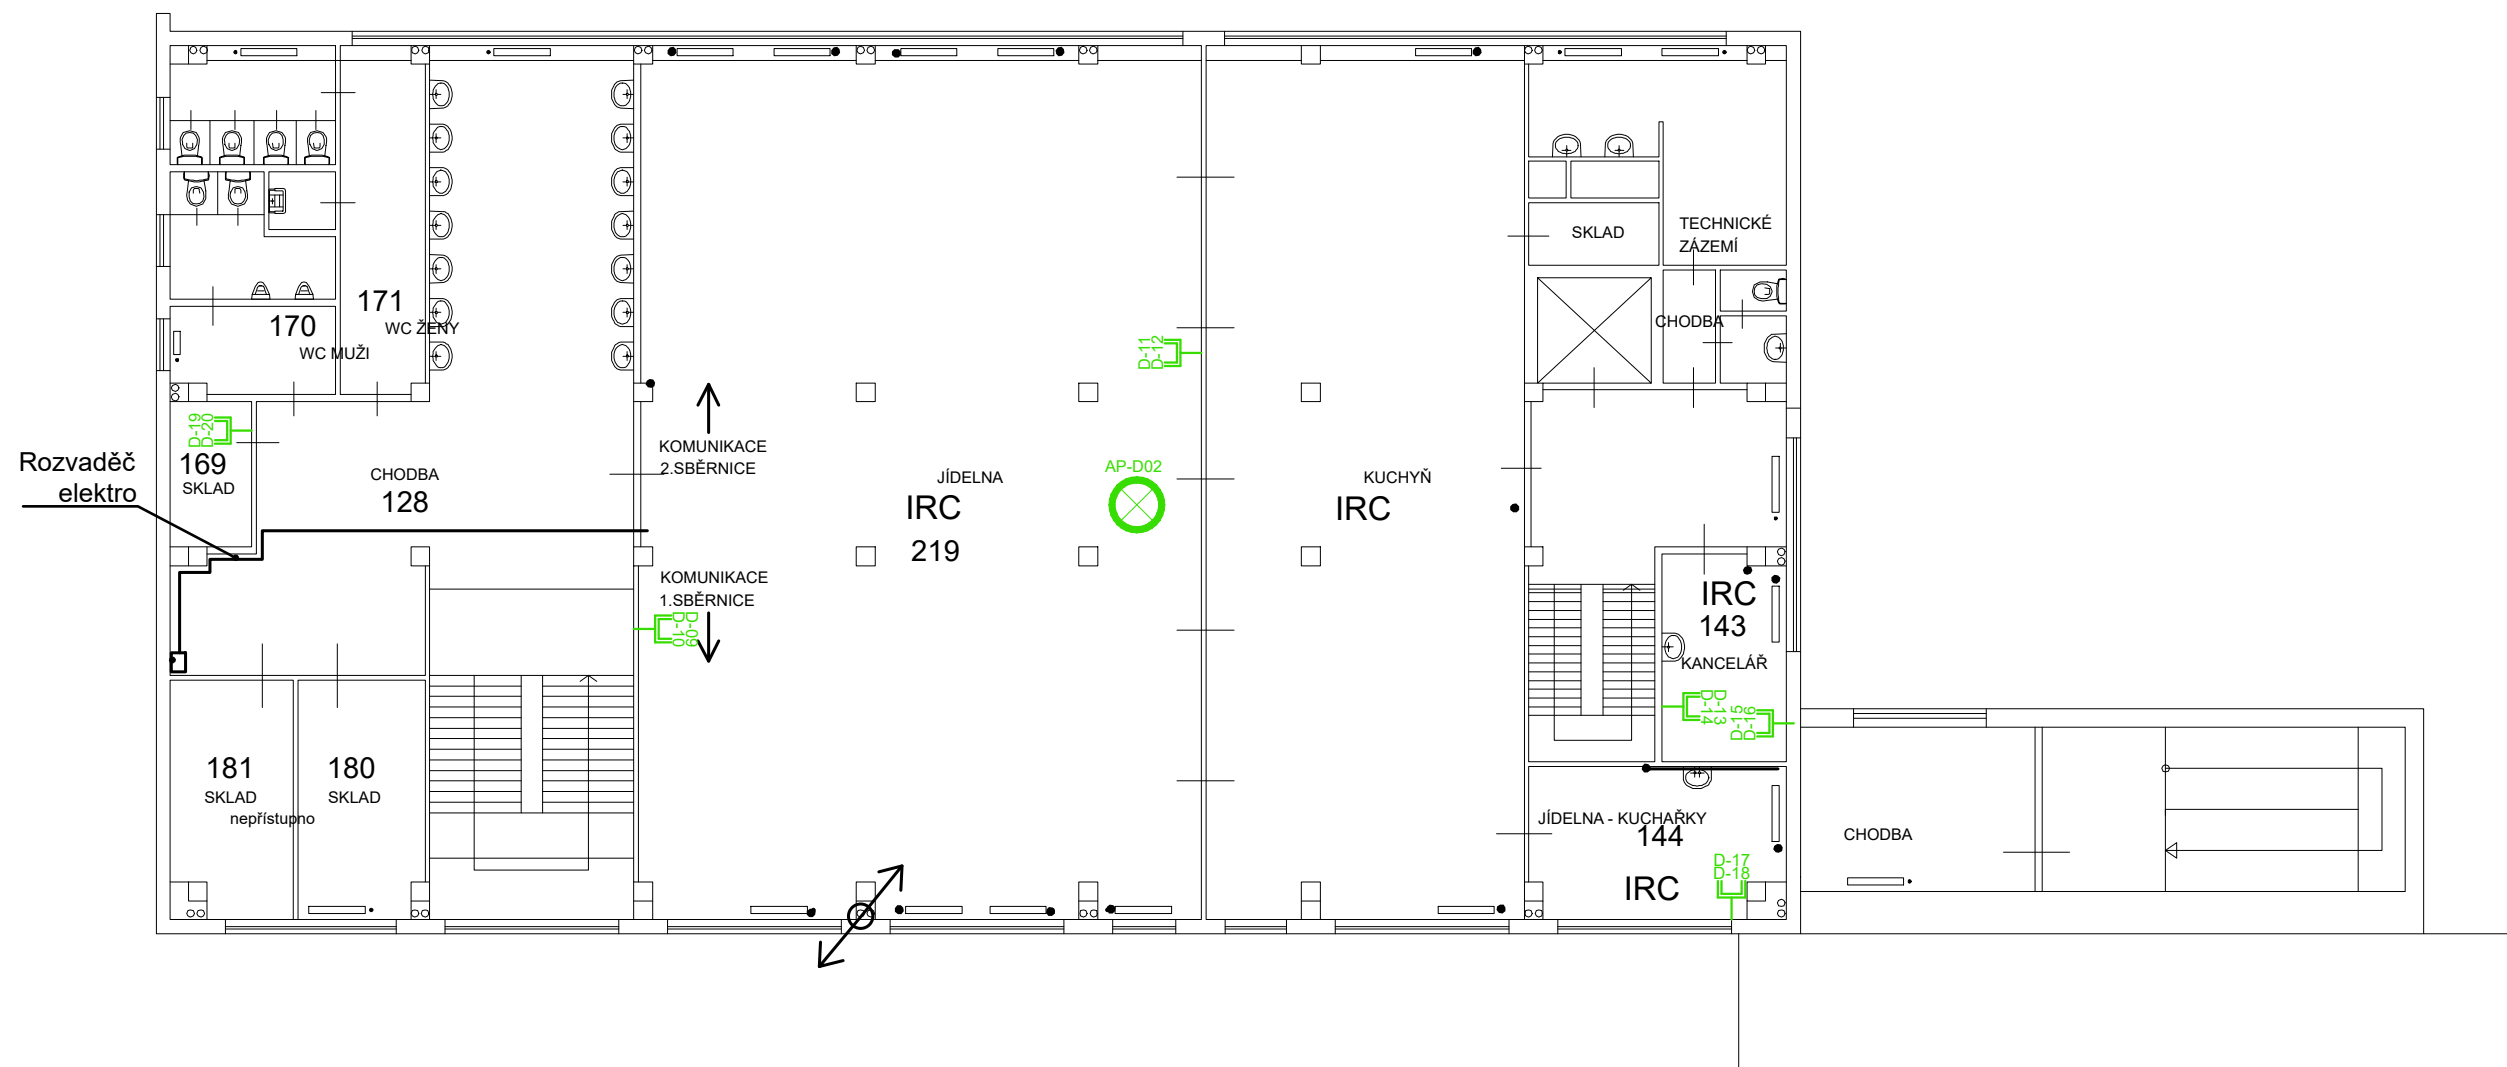 TECHNICKÉ
ZÁZEMÍ
SKLAD
171
WC ŽENY
170
WC MUŽI
CHODBA
D-11
D-12
D-19
D-20
Rozvaděč
elektro
169
SKLAD
CHODBA
128
KOMUNIKACE
2.SBĚRNICE
JÍDELNA
IRC
219
AP-D02
KUCHYŇ
IRC
KOMUNIKACE
1.SBĚRNICE
D-09
D-10
IRC
143
KANCELÁŘ
D-13
D-14
D-15
D-16
181
SKLAD
nepřístupno
180
SKLAD
JÍDELNA - KUCHAŘKY
144
IRC
D-17
D-18
CHODBA